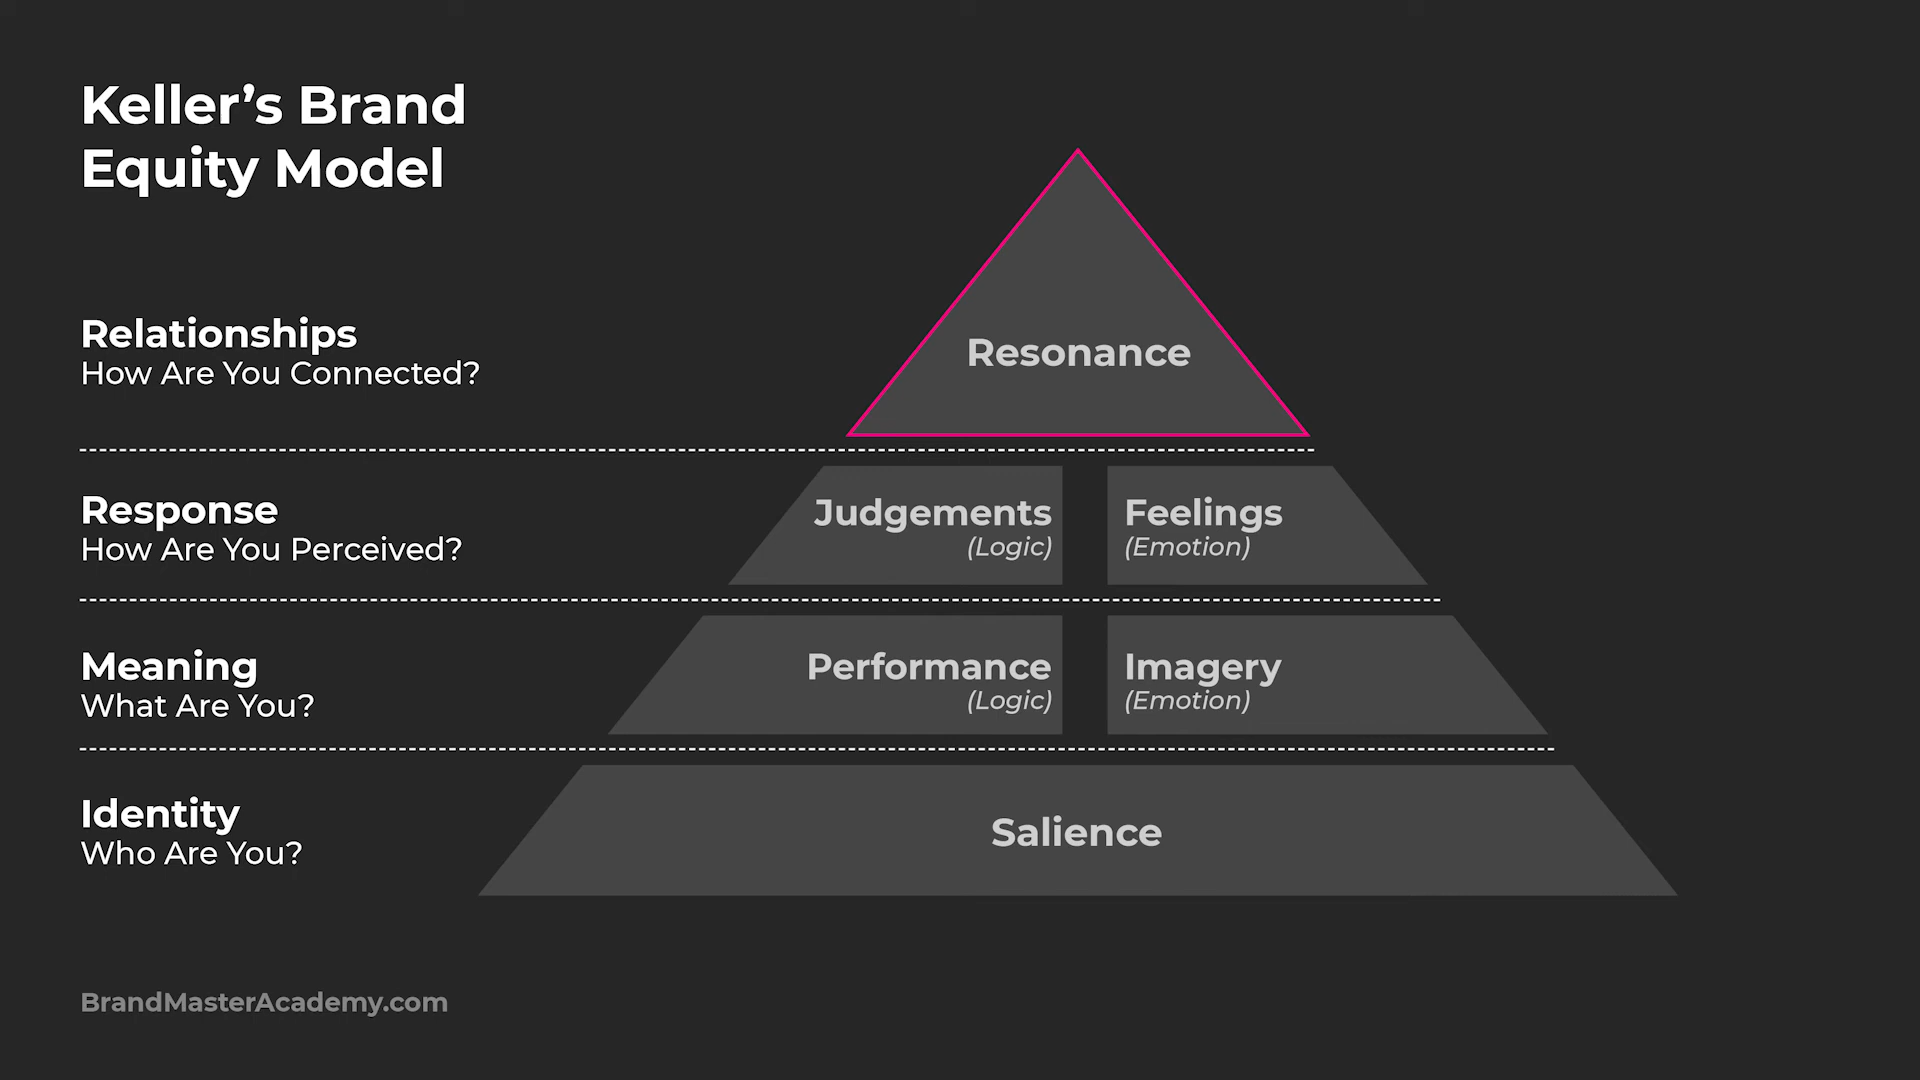 Keller’s Brand
Equity Model
Relationships
How Are You Connected?
Resonance
Response
How Are You Perceived?
Judgements
(Logic)
Feelings
(Emotion)
Meaning
What Are You?
Performance
(Logic)
Imagery
(Emotion)
Identity
Who Are You?
Salience
BrandMasterAcademy.com